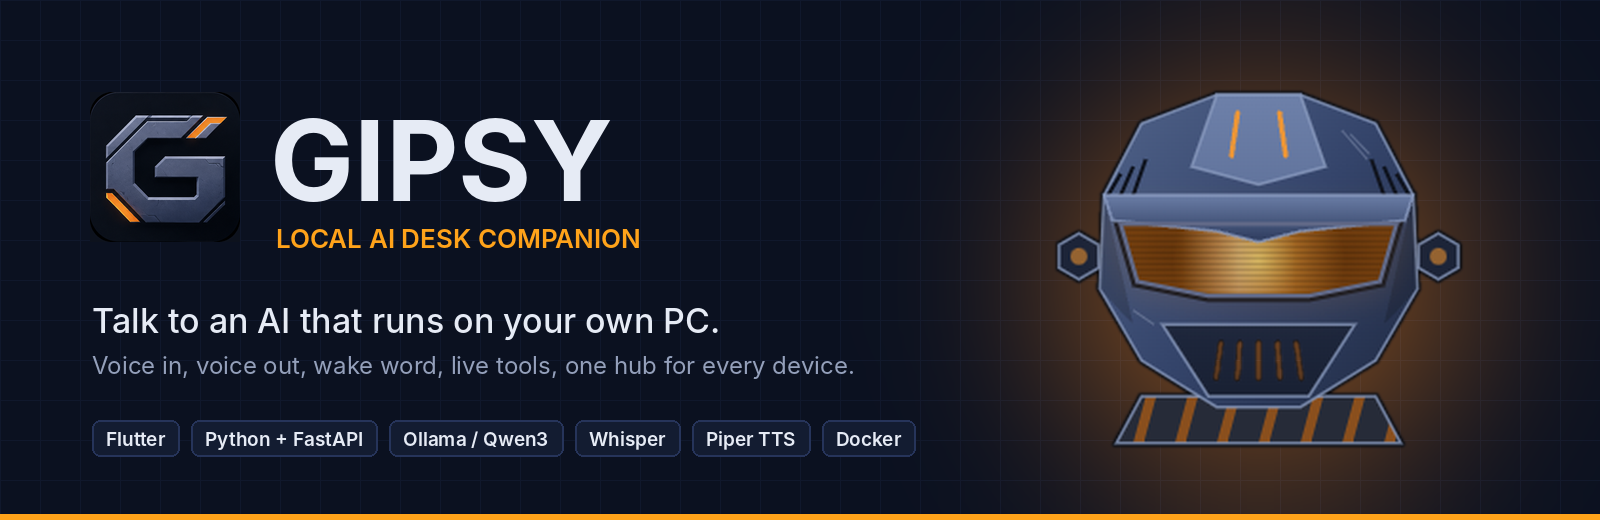 G
GIPSY
LOCAL AI DESK COMPANION
Talk to an AI that runs on your own PC.
Voice in, voice out, wake word, live tools, one hub for every device.
Flutter
Python + FastAPI
Ollama / Qwen3
Whisper
Piper TTS
Docker